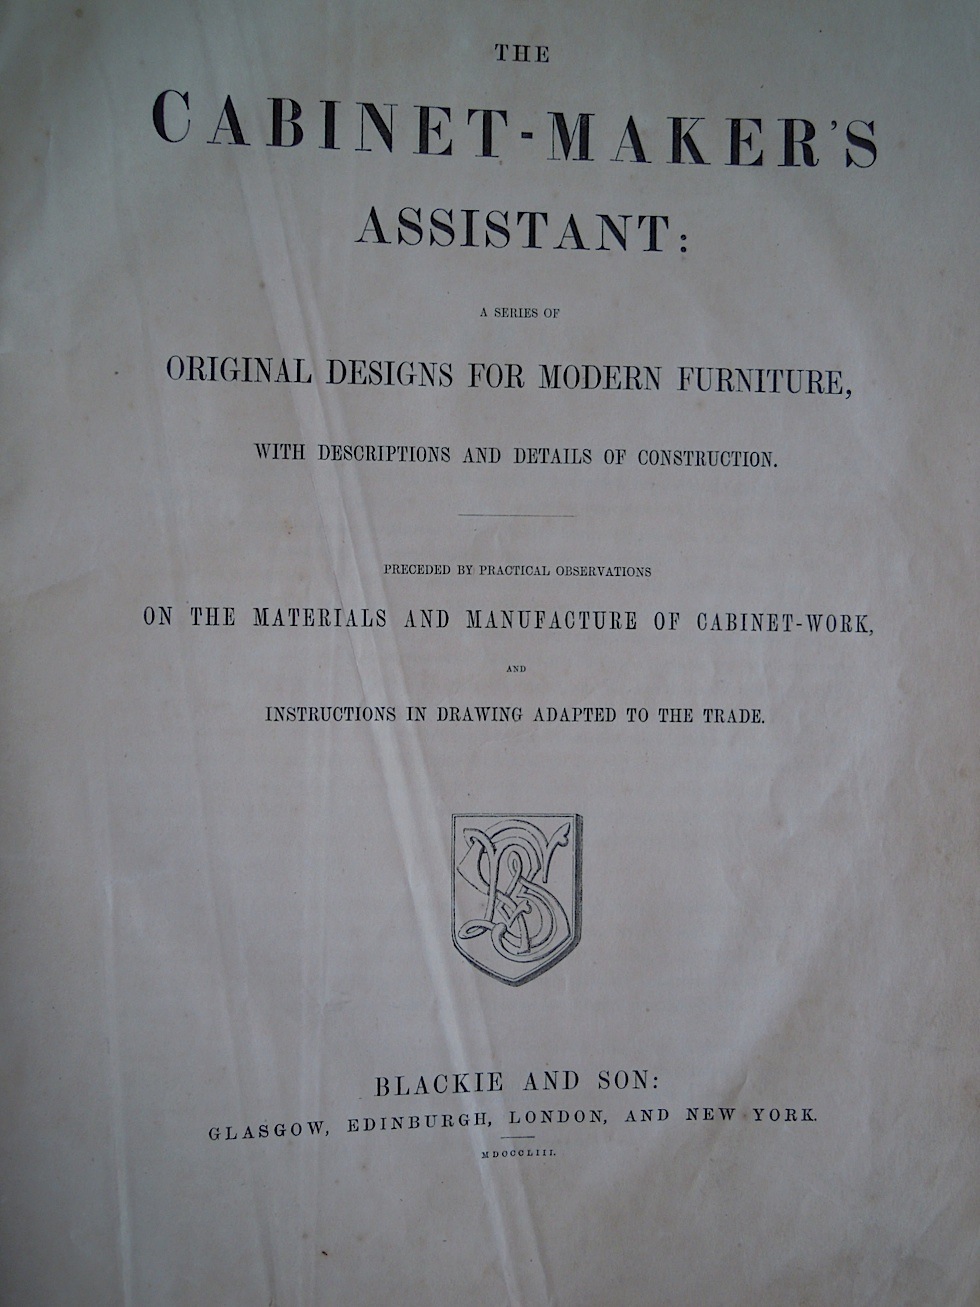 THE
CABINET-MAKER'S
ASSISTANT:
A SERIES OF
ORIGINAL DESIGNS FOR MODERN FURNITURE,
WITH DESCRIPTIONS AND DETAILS OF CONSTRUCTION.
PRECEDED BY PRACTICAL OBSERVATIONS
ON THE MATERIALS AND MANUFACTURE OF CABINET-WORK,
AND
INSTRUCTIONS IN DRAWING ADAPTED TO THE TRADE.
BLACKIE AND SON:
GLASGOW, EDINBURGH, LONDON, AND NEW YORK.
MDCCCLIII.